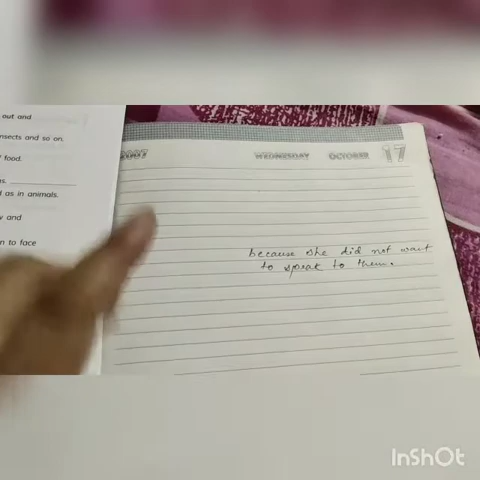 out and
nsects and so on.
food.
s.
l as in animals.
y and
n to face
WEDNESDAY OCTOBER 17
because she did not want
to speak to them.
InShOt